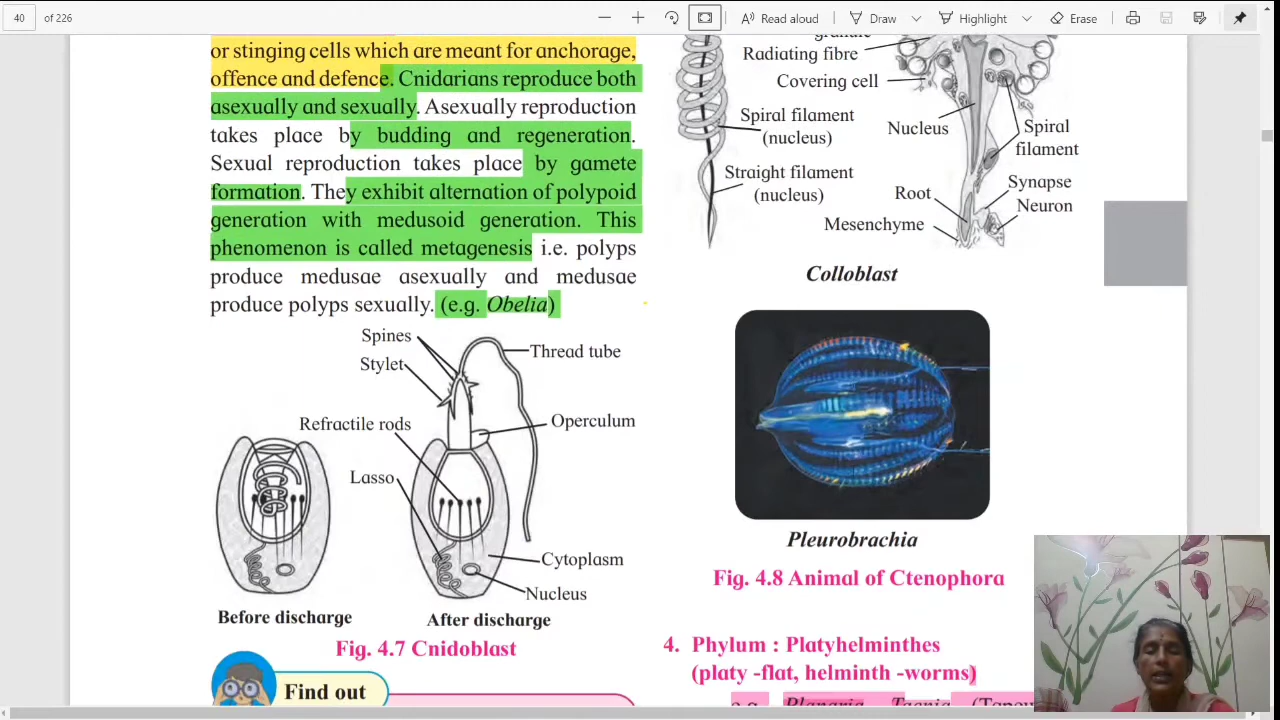 40 of 226
Read aloud
Draw
Highlight
Erase
or stinging cells which are meant for anchorage,
offence and defence. Cnidarians reproduce both
asexually and sexually. Asexually reproduction
takes place by budding and regeneration.
Sexual reproduction takes place by gamete
formation. They exhibit alternation of polypoid
generation with medusoid generation. This
phenomenon is called metagenesis i.e. polyps
produce medusae asexually and medusae
produce polyps sexually. (e.g. Obelia)
Spines
Stylet
Thread tube
Refractile rods
Operculum
Lasso
Cytoplasm
Nucleus
Before discharge
After discharge
Fig. 4.7 Cnidoblast
Find out
granule
Radiating fibre
Covering cell
Spiral filament
(nucleus)
Straight filament
(nucleus)
Nucleus
Spiral
filament
Root
Synapse
Neuron
Mesenchyme
Colloblast
Pleurobrachia
Fig. 4.8 Animal of Ctenophora
4. Phylum : Platyhelminthes
(platy -flat, helminth -worms)
e.g. Planaria, Taenia